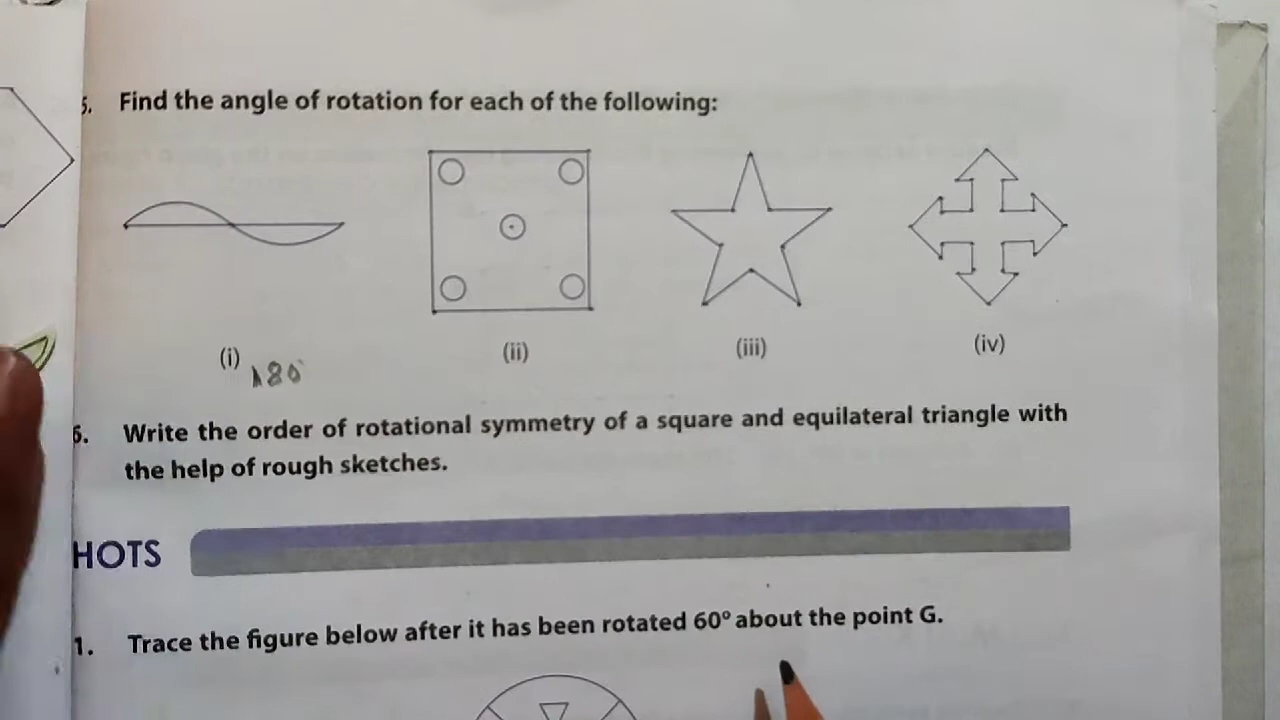 5. Find the angle of rotation for each of the following:
(i) (ii) (iii) (iv)
180°
6. Write the order of rotational symmetry of a square and equilateral triangle with
the help of rough sketches.
HOTS
1. Trace the figure below after it has been rotated 60° about the point G.